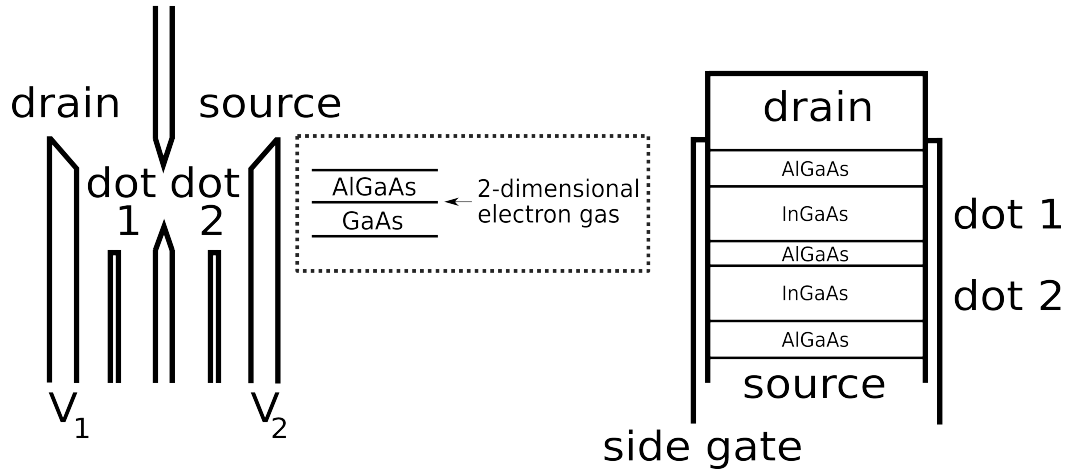 drain
source
dot
1
dot
2
V1
V2
AlGaAs
GaAs
2-dimensional
electron gas
drain
AlGaAs
InGaAs
AlGaAs
InGaAs
AlGaAs
source
dot 1
dot 2
side gate